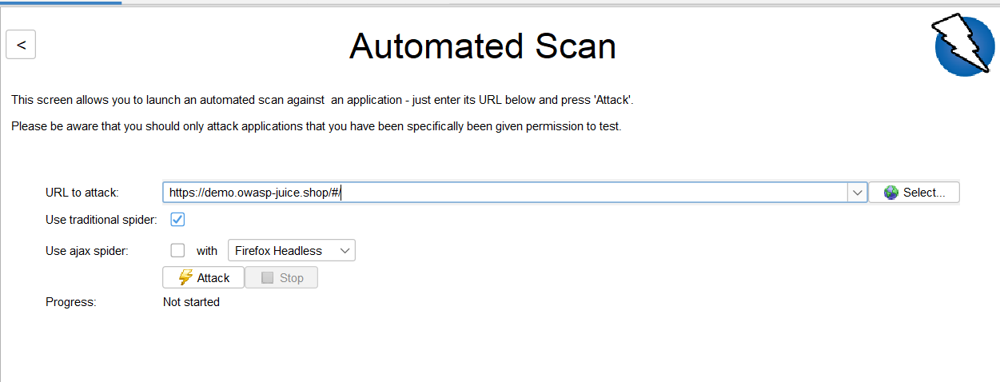 <
Automated Scan
This screen allows you to launch an automated scan against  an application - just enter its URL below and press 'Attack'.
Please be aware that you should only attack applications that you have been specifically been given permission to test.
URL to attack: https://demo.owasp-juice.shop/#/ Select...
Use traditional spider:
Use ajax spider: with Firefox Headless
Attack Stop
Progress: Not started